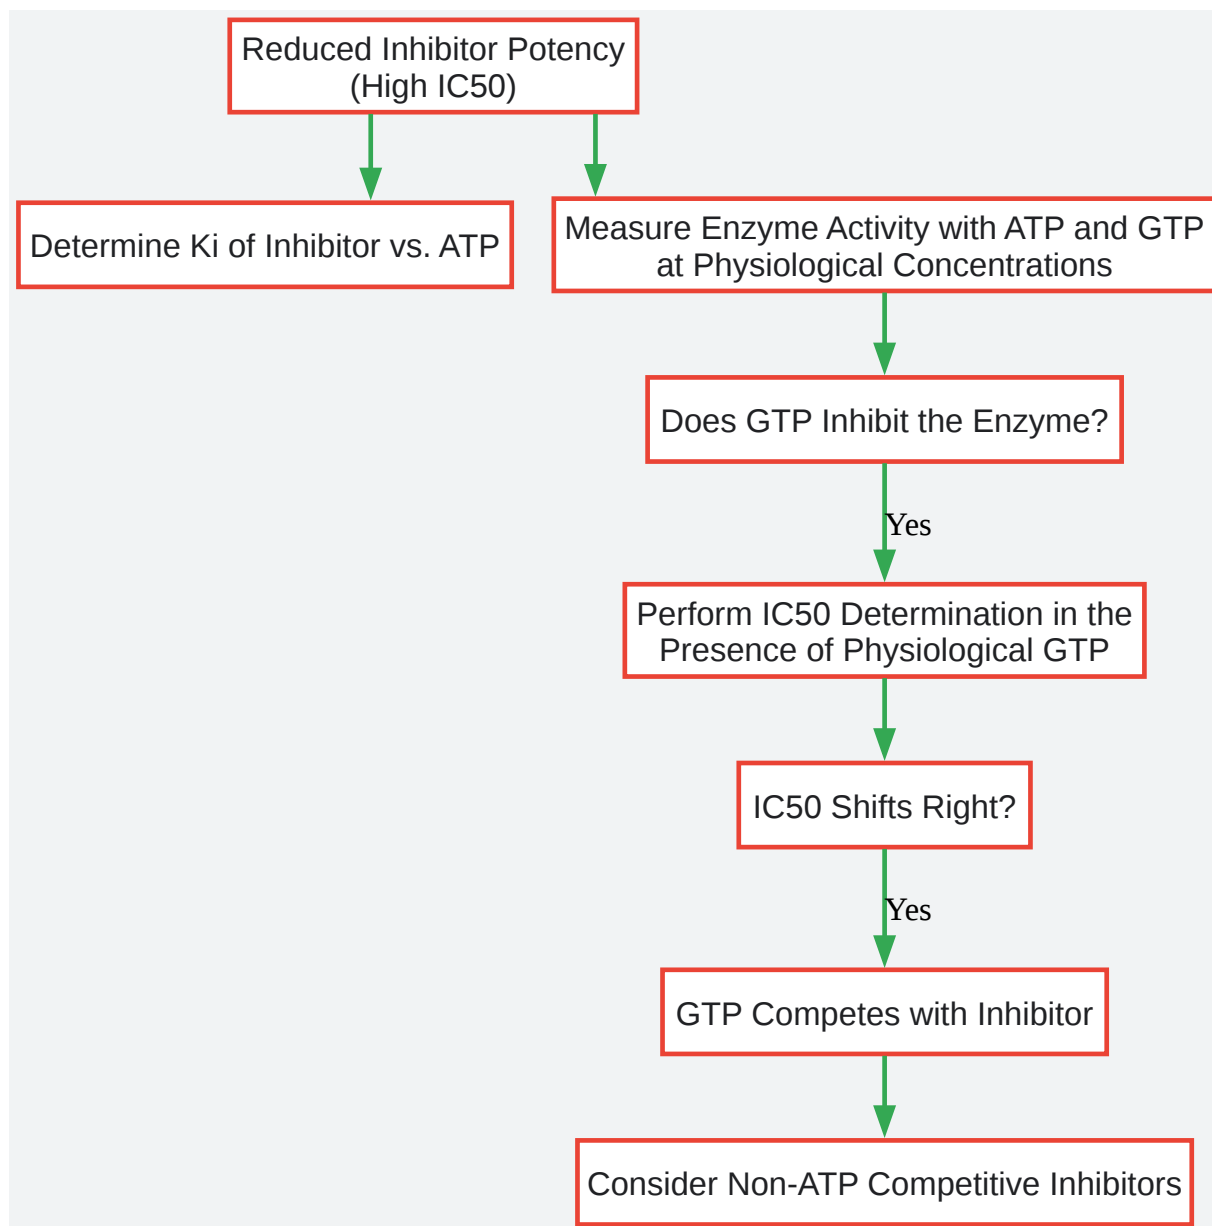 Reduced Inhibitor Potency
(High IC50)
Determine Ki of Inhibitor vs. ATP
Measure Enzyme Activity with ATP and GTP
at Physiological Concentrations
Does GTP Inhibit the Enzyme?
Yes
Perform IC50 Determination in the
Presence of Physiological GTP
IC50 Shifts Right?
Yes
GTP Competes with Inhibitor
Consider Non-ATP Competitive Inhibitors